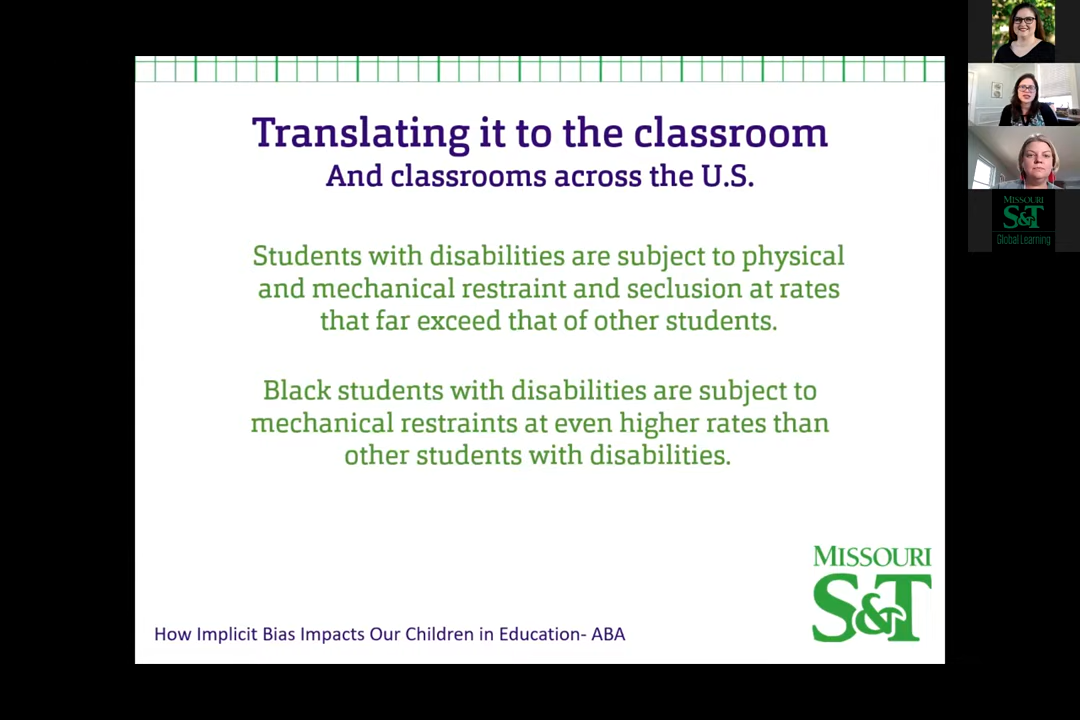 Translating it to the classroom
And classrooms across the U.S.
Students with disabilities are subject to physical
and mechanical restraint and seclusion at rates
that far exceed that of other students.
Black students with disabilities are subject to
mechanical restraints at even higher rates than
other students with disabilities.
How Implicit Bias Impacts Our Children in Education- ABA
MISSOURI
S&T
MISSOURI
S&T
Global Learning